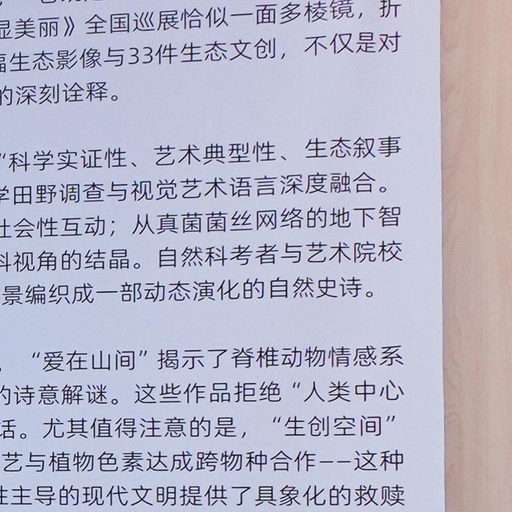 显美丽》全国巡展恰似一面多棱镜，折
幅生态影像与33件生态文创，不仅是对
的深刻诠释。
“科学实证性、艺术典型性、生态叙事
学田野调查与视觉艺术语言深度融合。
社会性互动；从真菌菌丝网络的地下智
科视角的结晶。自然科考者与艺术院校
景编织成一部动态演化的自然史诗。
，“爱在山间”揭示了脊椎动物情感系
的诗意解谜。这些作品拒绝“人类中心
话。尤其值得注意的是，“生创空间”
艺与植物色素达成跨物种合作——这种
性主导的现代文明提供了具象化的救赎